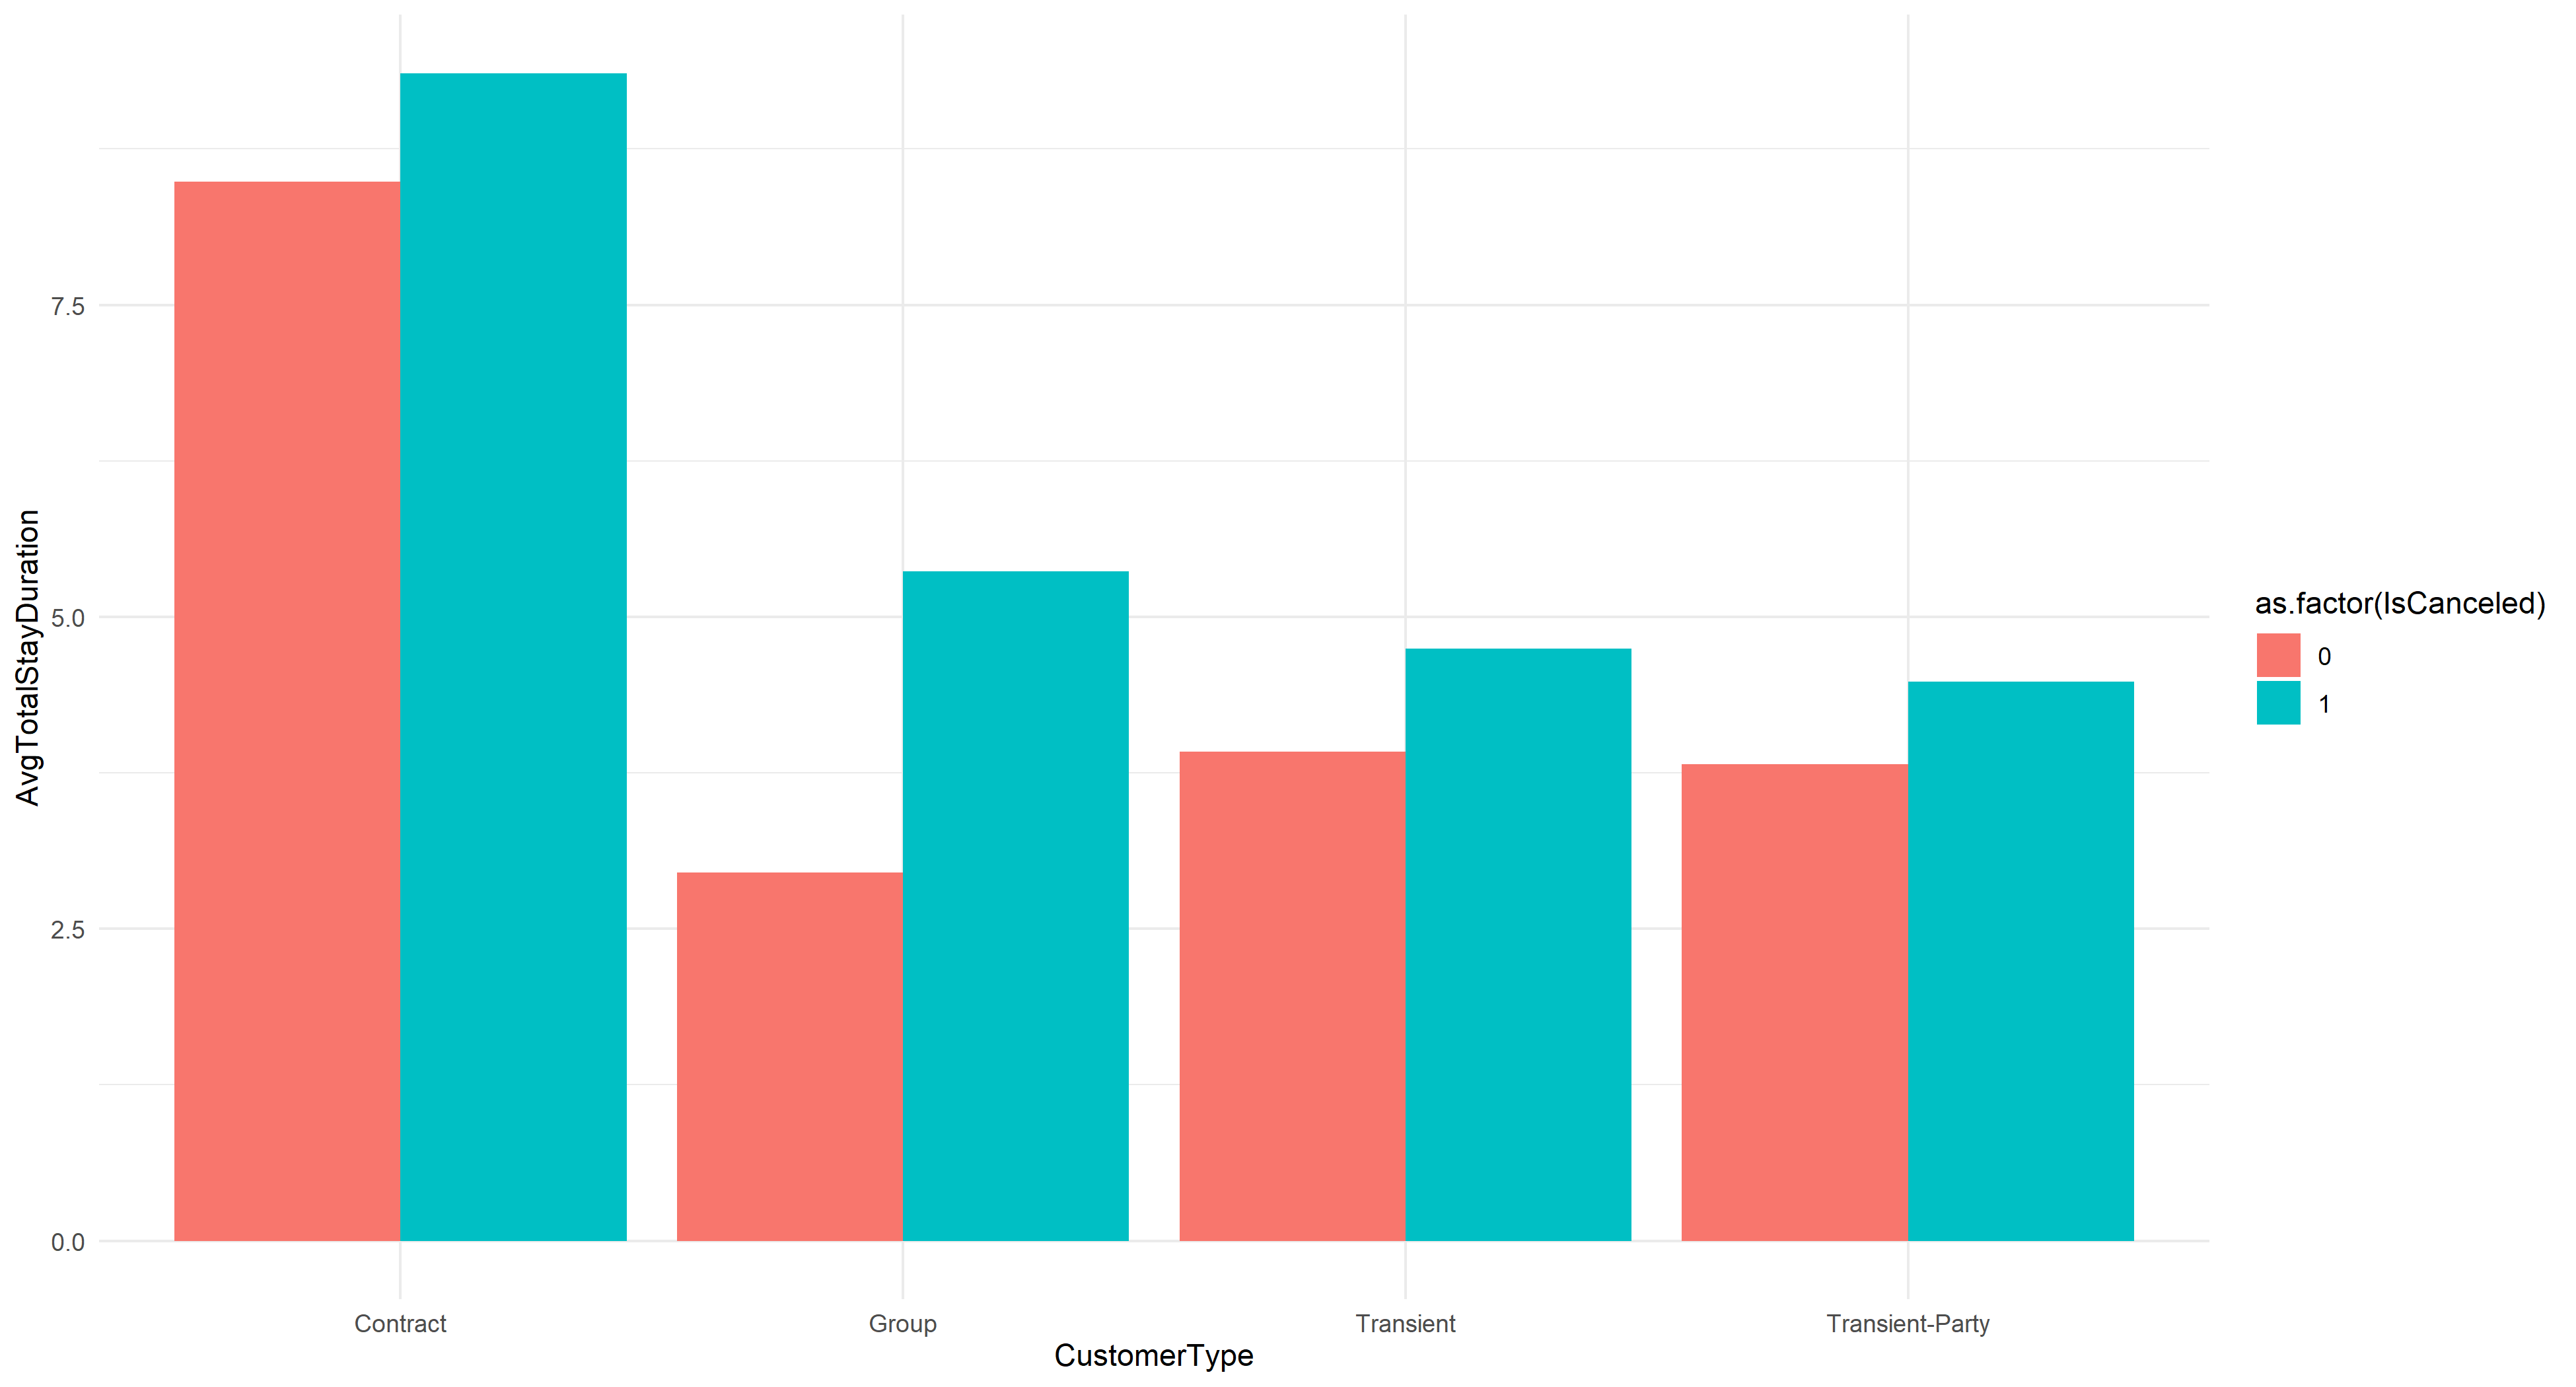 AvgTotalStayDuration
7.5
5.0
2.5
0.0
Contract
Group
Transient
Transient-Party
CustomerType
as.factor(IsCanceled)
0
1